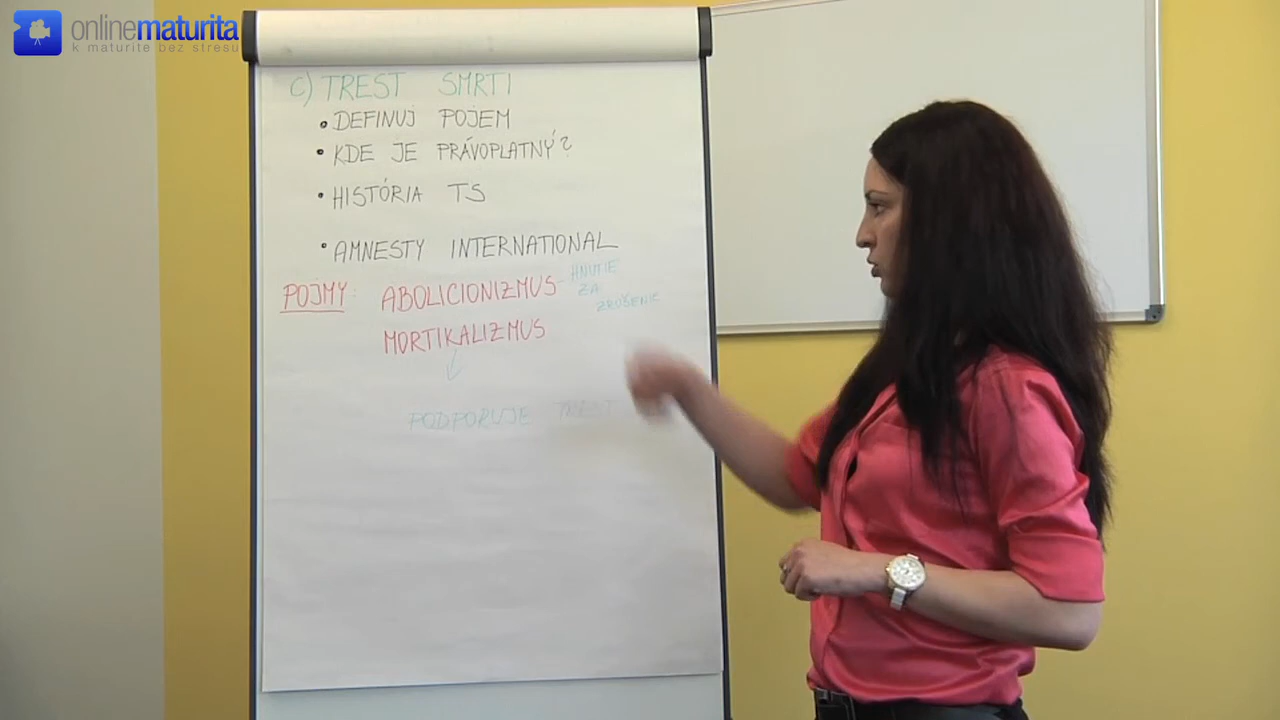 onlinematurita
k maturite bez stresu
C) TREST SMRTI
• DEFINUJ POJEM
• KDE JE PRÁVOPLATNÝ?
• HISTÓRIA TS
• AMNESTY INTERNATIONAL
POJMY: ABOLICIONIZMUS - HNUTIE
ZA
ZRUŠENIE
MORTIKALIZMUS
PODPORUJE TREST